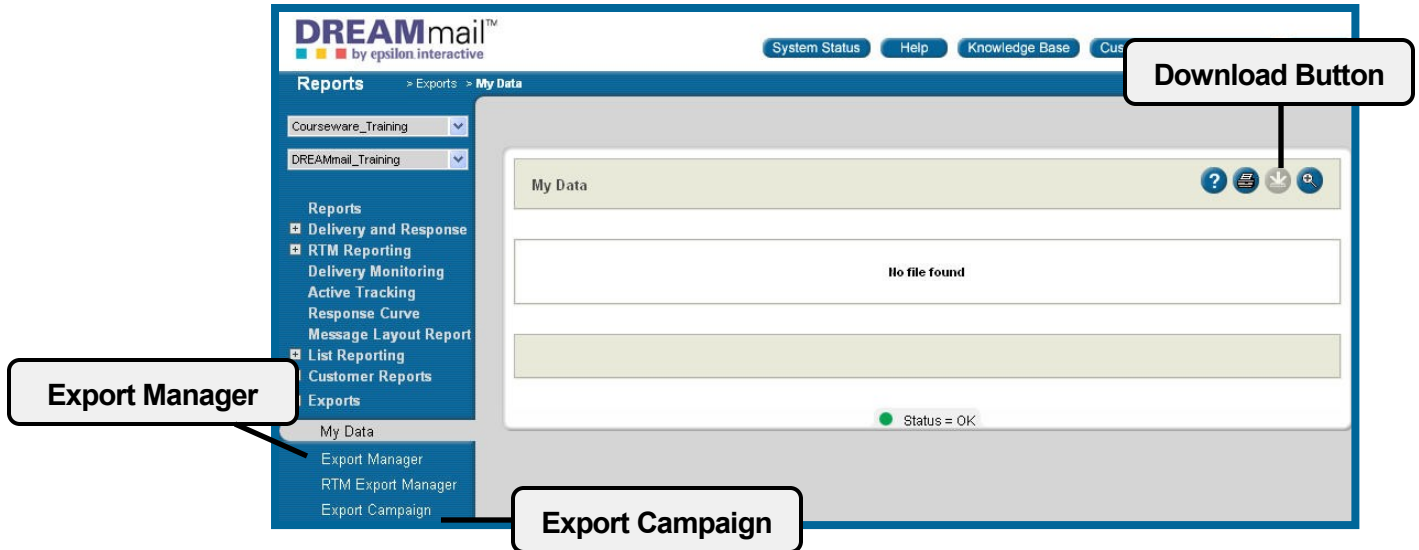 DREAMmail™
by epsilon interactive
System Status
Help
Knowledge Base
Cus
Download Button
Reports > Exports > My Data
Courseware_Training
DREAMmail_Training
My Data
?
Reports
Delivery and Response
RTM Reporting
Delivery Monitoring
Active Tracking
Response Curve
Message Layout Report
List Reporting
Customer Reports
Exports
No file found
Status = OK
Export Manager
My Data
Export Manager
RTM Export Manager
Export Campaign
Export Campaign